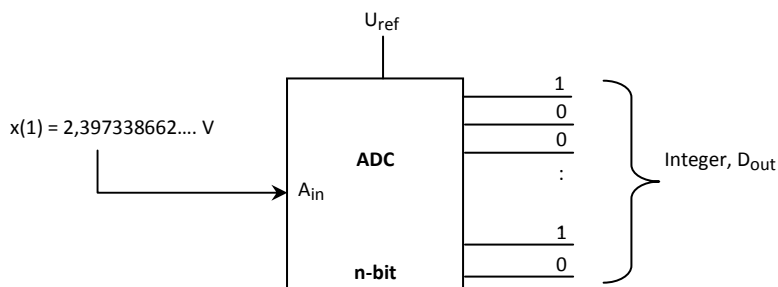 U_ref
1
0
x(1) = 2,397338662.... V
0
ADC
Integer, D_out
:
A_in
1
n-bit
0